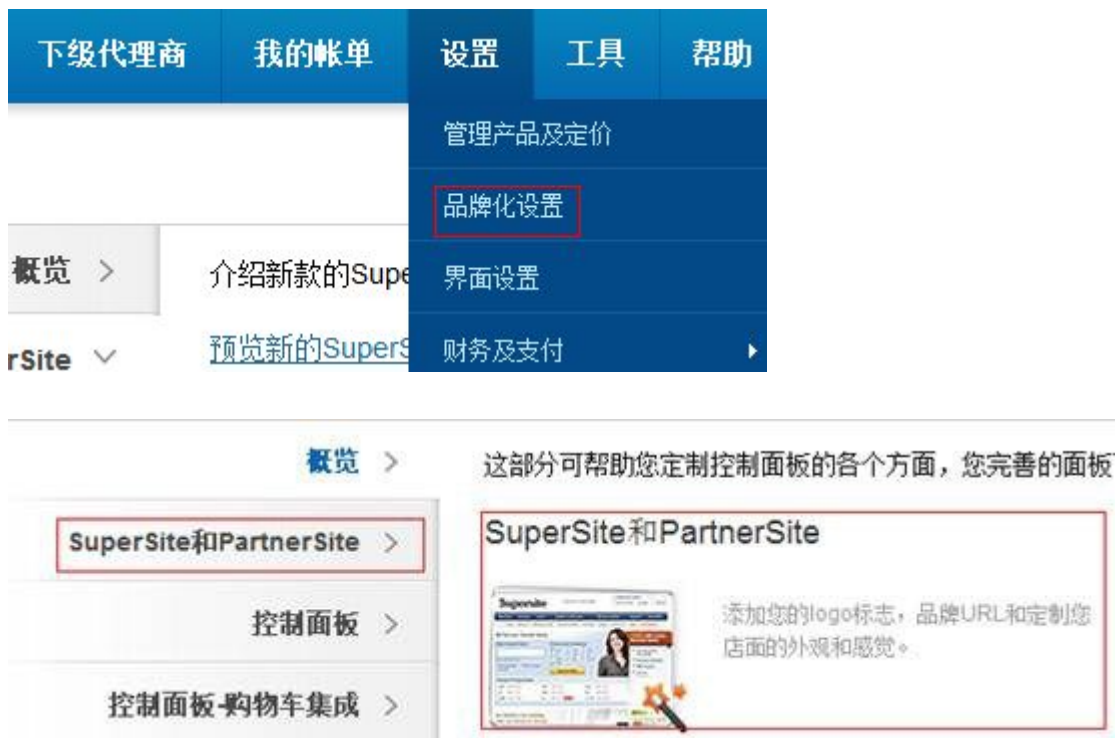 下级代理商 我的帐单 设置 工具 帮助
管理产品及定价
品牌化设置
概览 介绍新款的Supe 界面设置
rSite 预览新的SuperS 财务及支付
概览 这部分可帮助您定制控制面板的各个方面，您完善的面板
SuperSite和PartnerSite SuperSite和PartnerSite
Supersite
添加您的logo标志，品牌URL和定制您
控制面板 店面的外观和感觉。
控制面板-购物车集成